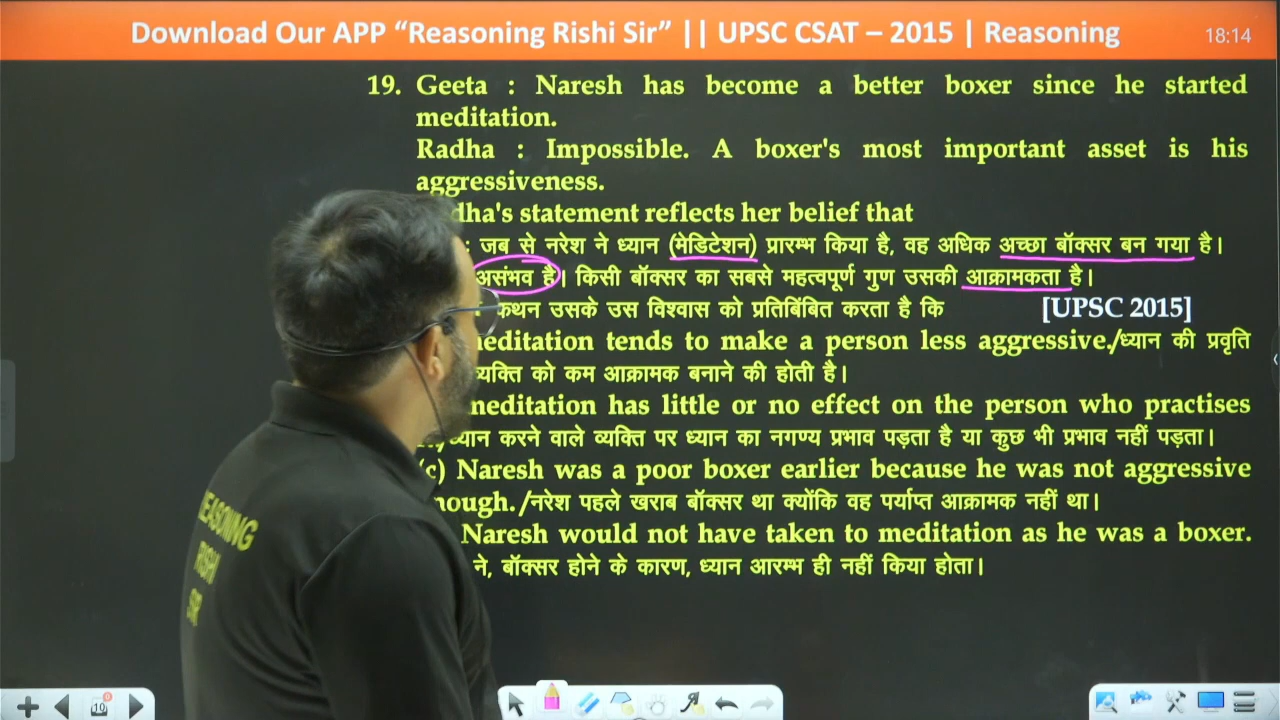 Download Our APP “Reasoning Rishi Sir” || UPSC CSAT – 2015 | Reasoning
18:14
19. Geeta : Naresh has become a better boxer since he started
meditation.
Radha : Impossible. A boxer's most important asset is his
aggressiveness.
dha's statement reflects her belief that
: जब से नरेश ने ध्यान (मेडिटेशन) प्रारम्भ किया है, वह अधिक अच्छा बॉक्सर बन गया है।
असंभव है। किसी बॉक्सर का सबसे महत्वपूर्ण गुण उसकी आक्रामकता है।
कथन उसके उस विश्वास को प्रतिबिंबित करता है कि [UPSC 2015]
meditation tends to make a person less aggressive./ध्यान की प्रवृति
व्यक्ति को कम आक्रामक बनाने की होती है।
meditation has little or no effect on the person who practises
ध्यान करने वाले व्यक्ति पर ध्यान का नगण्य प्रभाव पड़ता है या कुछ भी प्रभाव नहीं पड़ता।
(c) Naresh was a poor boxer earlier because he was not aggressive
nough./नरेश पहले खराब बॉक्सर था क्योंकि वह पर्याप्त आक्रामक नहीं था।
Naresh would not have taken to meditation as he was a boxer.
ने, बॉक्सर होने के कारण, ध्यान आरम्भ ही नहीं किया होता।
REASONING
RISHI
SIR
10